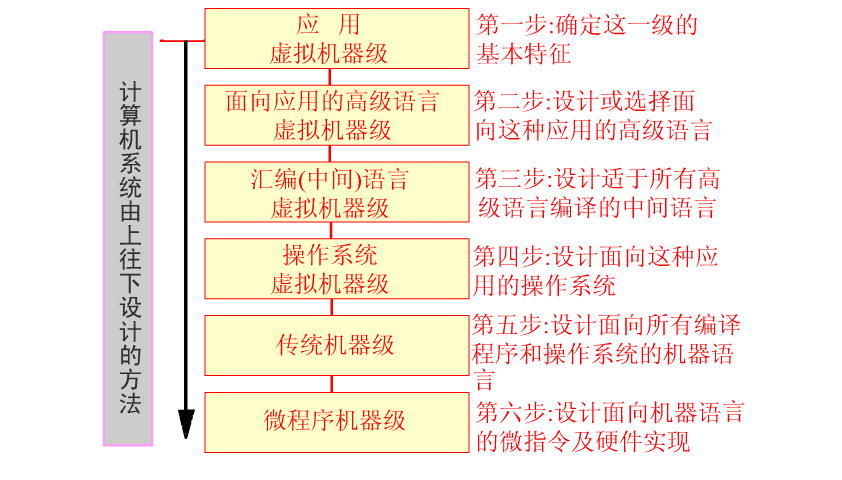 计算机系统由上往下设计的方法
应 用
虚拟机器级
第一步:确定这一级的
基本特征
面向应用的高级语言
虚拟机器级
第二步:设计或选择面
向这种应用的高级语言
汇编(中间)语言
虚拟机器级
第三步:设计适于所有高
级语言编译的中间语言
操作系统
虚拟机器级
第四步:设计面向这种应
用的操作系统
传统机器级
第五步:设计面向所有编译
程序和操作系统的机器语
言
微程序机器级
第六步:设计面向机器语言
的微指令及硬件实现